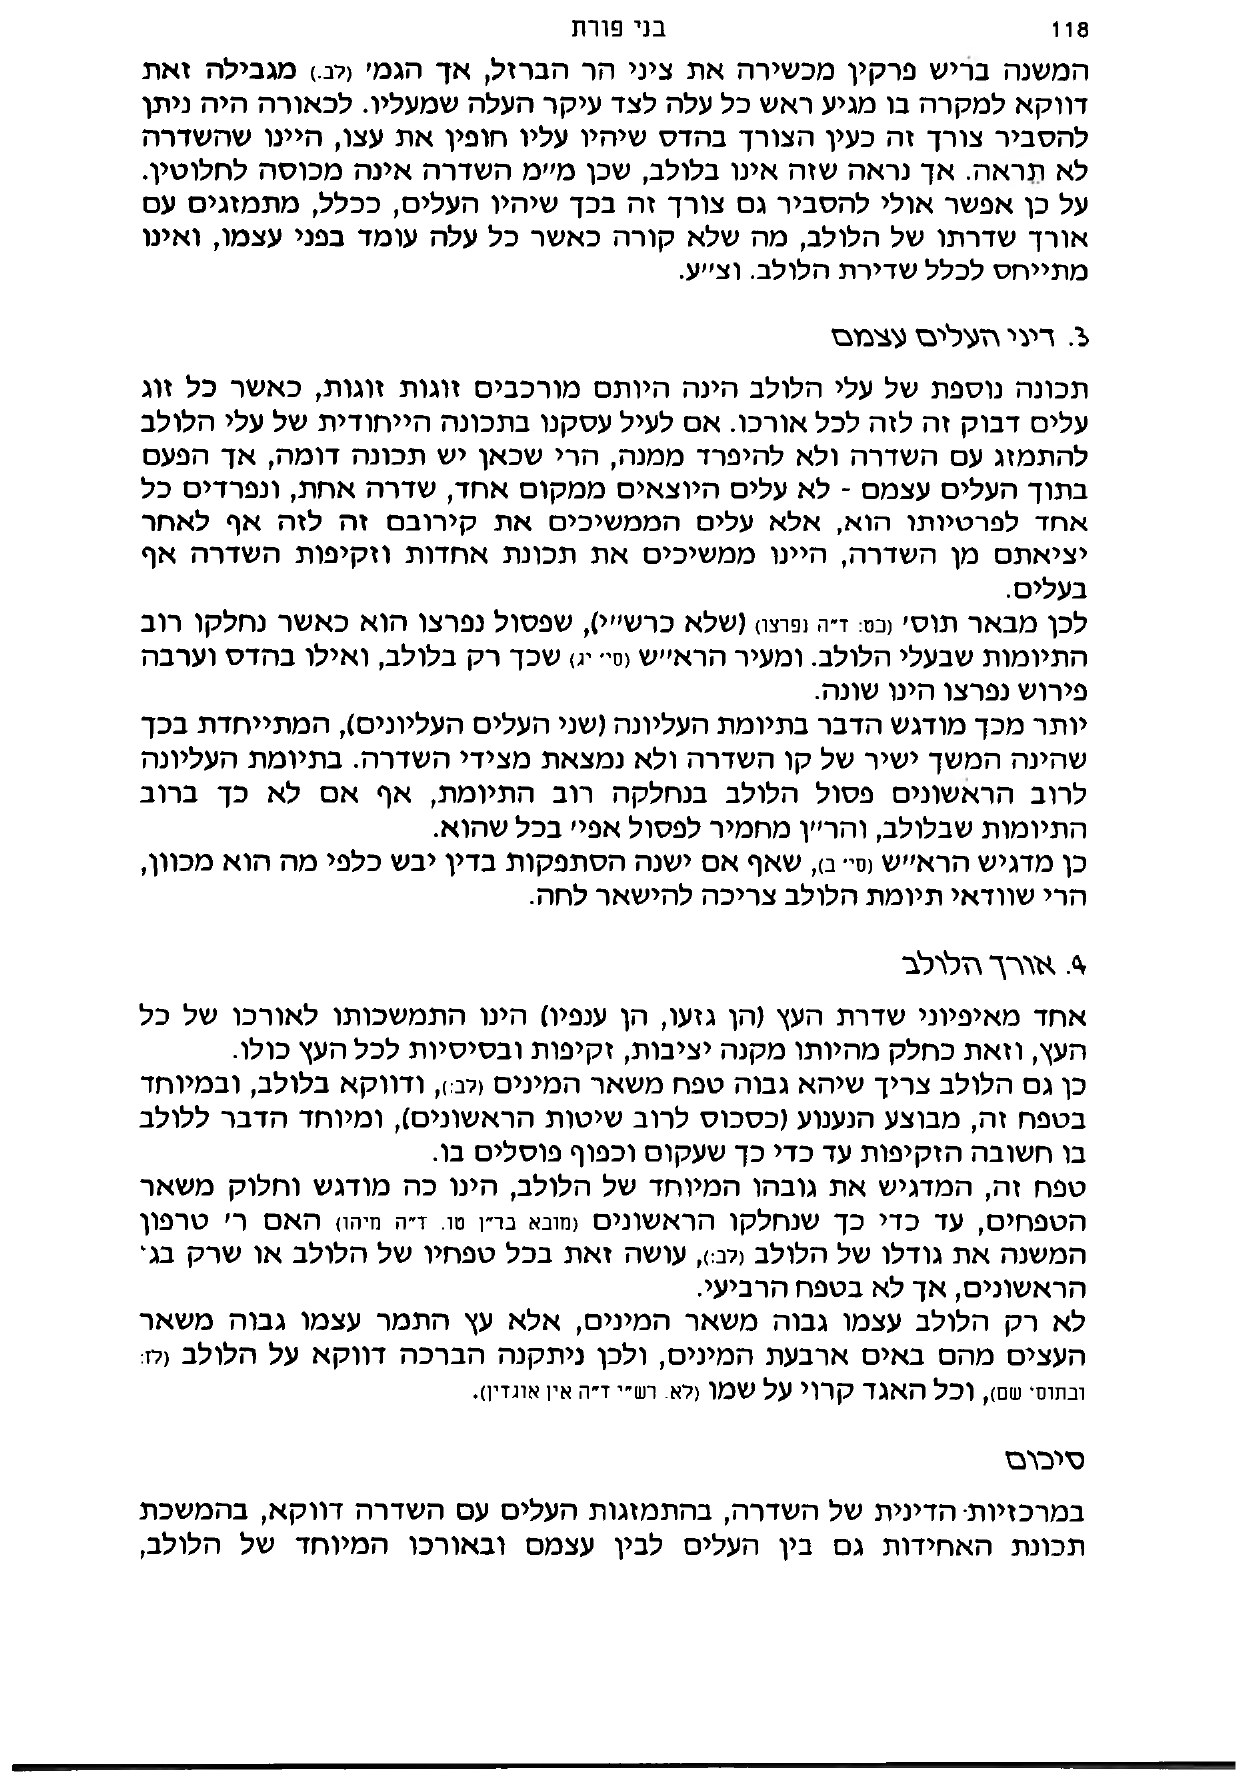 118 בני פורת
המשנה בריש פרקין מכשירה את ציני הר הברזל, אך הגמ' (לב.) מגבילה זאת
דווקא למקרה בו מגיע ראש כל עלה לצד עיקר העלה שמעליו. לכאורה היה ניתן
להסביר צורך זה כעין הצורך בהדס שיהיו עליו חופין את עצו, היינו שהשדרה
לא תראה. אך נראה שזה אינו בלולב, שכן מ"מ השדרה אינה מכוסה לחלוטין.
על כן אפשר אולי להסביר גם צורך זה בכך שיהיו העלים, ככלל, מתמזגים עם
אורך שדרתו של הלולב, מה שלא קורה כאשר כל עלה עומד בפני עצמו, ואינו
מתייחס לכלל שדירת הלולב. וצ"ע.
3. דיני העלים עצמם
תכונה נוספת של עלי הלולב הינה היותם מורכבים זוגות זוגות, כאשר כל זוג
עלים דבוק זה לזה לכל אורכו. אם לעיל עסקנו בתכונה הייחודית של עלי הלולב
להתמזג עם השדרה ולא להיפרד ממנה, הרי שכאן יש תכונה דומה, אך הפעם
בתוך העלים עצמם - לא עלים היוצאים ממקום אחד, שדרה אחת, ונפרדים כל
אחד לפרטיותו הוא, אלא עלים הממשיכים את קירובם זה לזה אף לאחר
יציאתם מן השדרה, היינו ממשיכים את תכונת אחדות וזקיפות השדרה אף
בעלים.
לכן מבאר תוס' (כט: ד"ה נפרצו) (שלא כרש"י), שפסול נפרצו הוא כאשר נחלקו רוב
התיומות שבעלי הלולב. ומעיר הרא"ש (סי' יג) שכך רק בלולב, ואילו בהדס וערבה
פירוש נפרצו הינו שונה.
יותר מכך מודגש הדבר בתיומת העליונה (שני העלים העליונים), המתייחדת בכך
שהינה המשך ישיר של קו השדרה ולא נמצאת מצידי השדרה. בתיומת העליונה
לרוב הראשונים פסול הלולב בנחלקה רוב התיומת, אף אם לא כך ברוב
התיומות שבלולב, והר"ן מחמיר לפסול אפי' בכל שהוא.
כן מדגיש הרא"ש (סי' ב), שאף אם ישנה הסתפקות בדין יבש כלפי מה הוא מכוון,
הרי שוודאי תיומת הלולב צריכה להישאר לחה.
4. אורך הלולב
אחד מאיפיוני שדרת העץ (הן גזעו, הן ענפיו) הינו התמשכותו לאורכו של כל
העץ, וזאת כחלק מהיותו מקנה יציבות, זקיפות ובסיסיות לכל העץ כולו.
כן גם הלולב צריך שיהא גבוה טפח משאר המינים (לב:), ודווקא בלולב, ובמיוחד
בטפח זה, מבוצע הנענוע (כסכוס לרוב שיטות הראשונים), ומיוחד הדבר ללולב
בו חשובה הזקיפות עד כדי כך שעקום וכפוף פוסלים בו.
טפח זה, המדגיש את גובהו המיוחד של הלולב, הינו כה מודגש וחלוק משאר
הטפחים, עד כדי כך שנחלקו הראשונים (מובא בר"ן טו. ד"ה מיהו) האם ר' טרפון
המשנה את גודלו של הלולב (לב:), עושה זאת בכל טפחיו של הלולב או שרק בג'
הראשונים, אך לא בטפח הרביעי.
לא רק הלולב עצמו גבוה משאר המינים, אלא עץ התמר עצמו גבוה משאר
העצים מהם באים ארבעת המינים, ולכן ניתקנה הברכה דווקא על הלולב (לז:
ובתוס' שם), וכל האגד קרוי על שמו (לא. רש"י ד"ה אין אוגדין).
סיכום
במרכזיות הדינית של השדרה, בהתמזגות העלים עם השדרה דווקא, בהמשכת
תכונת האחידות גם בין העלים לבין עצמם ובאורכו המיוחד של הלולב,